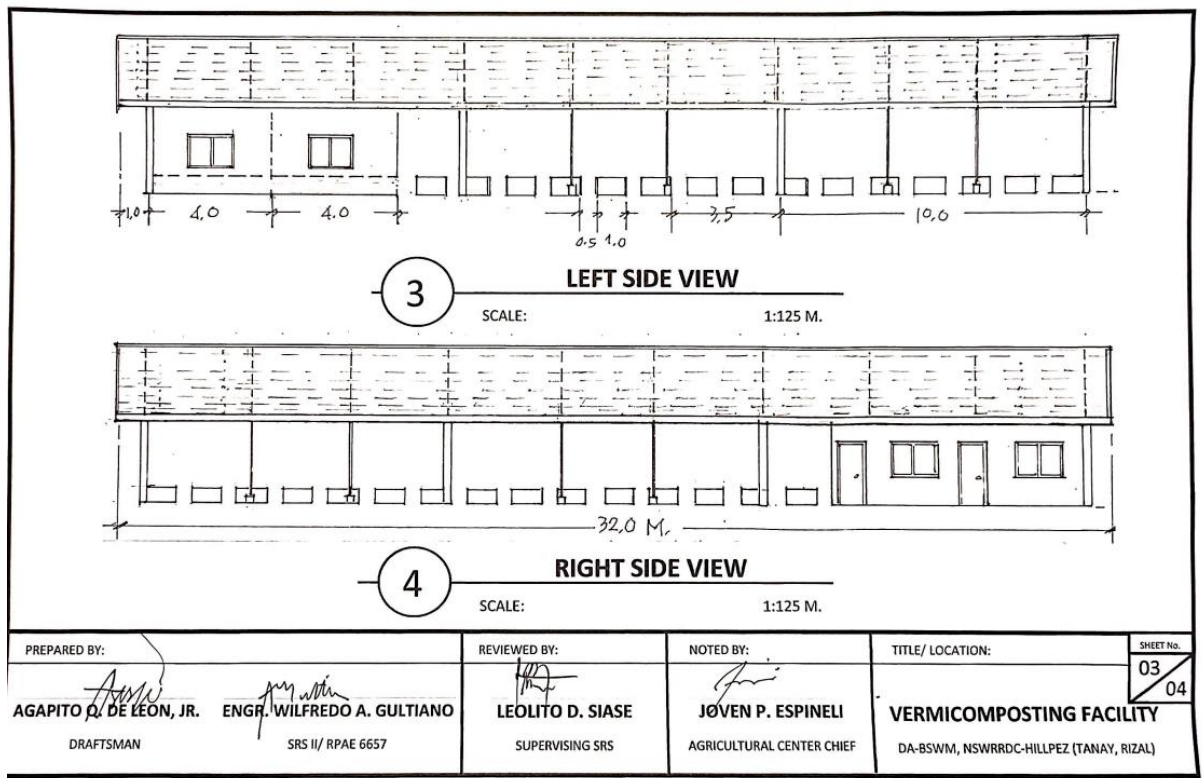 1,0 4,0 4,0 3,5 10,0
0.5 1.0
3
LEFT SIDE VIEW
SCALE: 1:125 M.
32,0 M.
4
RIGHT SIDE VIEW
SCALE: 1:125 M.
PREPARED BY:
AGAPITO Q. DE LEON, JR.
DRAFTSMAN
ENGR. WILFREDO A. GULTIANO
SRS II/ RPAE 6657
REVIEWED BY:
LEOLITO D. SIASE
SUPERVISING SRS
NOTED BY:
JOVEN P. ESPINELI
AGRICULTURAL CENTER CHIEF
TITLE/ LOCATION:
VERMICOMPOSTING FACILITY
DA-BSWM, NSWRRDC-HILLPEZ (TANAY, RIZAL)
SHEET No.
03
04